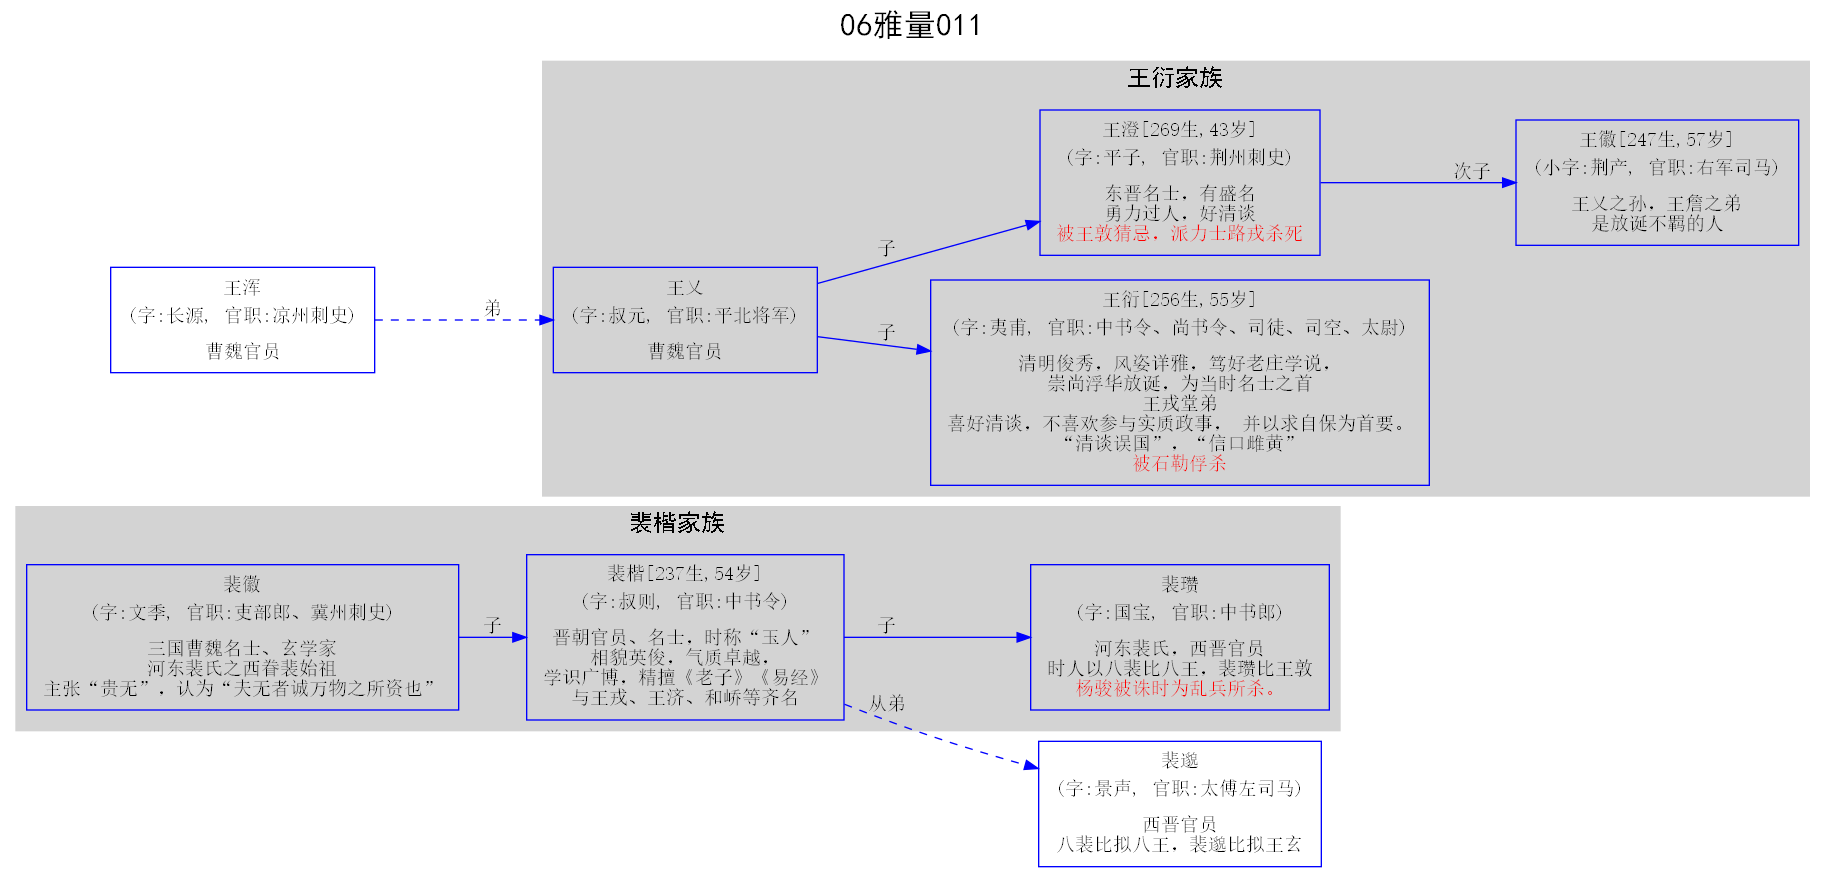 06雅量011
王衍家族
王澄[269生,43岁]
(字:平子, 官职:荆州刺史)
东晋名士，有盛名
勇力过人，好清谈
被王敦猜忌，派力士路戎杀死
次子
王徽[247生,57岁]
(小字:荆产, 官职:右军司马)
王乂之孙，王詹之弟
是放诞不羁的人
王浑
(字:长源, 官职:凉州刺史)
曹魏官员
弟
王乂
(字:叔元, 官职:平北将军)
曹魏官员
子
子
王衍[256生,55岁]
(字:夷甫, 官职:中书令、尚书令、司徒、司空、太尉)
清明俊秀，风姿详雅，笃好老庄学说，
崇尚浮华放诞，为当时名士之首
王戎堂弟
喜好清谈，不喜欢参与实质政事， 并以求自保为首要。
“清谈误国”，“信口雌黄”
被石勒俘杀
裴楷家族
裴徽
(字:文季, 官职:吏部郎、冀州刺史)
三国曹魏名士、玄学家
河东裴氏之西眷裴始祖
主张“贵无”，认为“夫无者诚万物之所资也”
子
裴楷[237生,54岁]
(字:叔则, 官职:中书令)
晋朝官员、名士，时称“玉人”
相貌英俊，气质卓越，
学识广博，精擅《老子》《易经》
与王戎、王济、和峤等齐名
子
裴瓒
(字:国宝, 官职:中书郎)
河东裴氏，西晋官员
时人以八裴比八王，裴瓒比王敦
杨骏被诛时为乱兵所杀。
从弟
裴邈
(字:景声, 官职:太傅左司马)
西晋官员
八裴比拟八王，裴邈比拟王玄